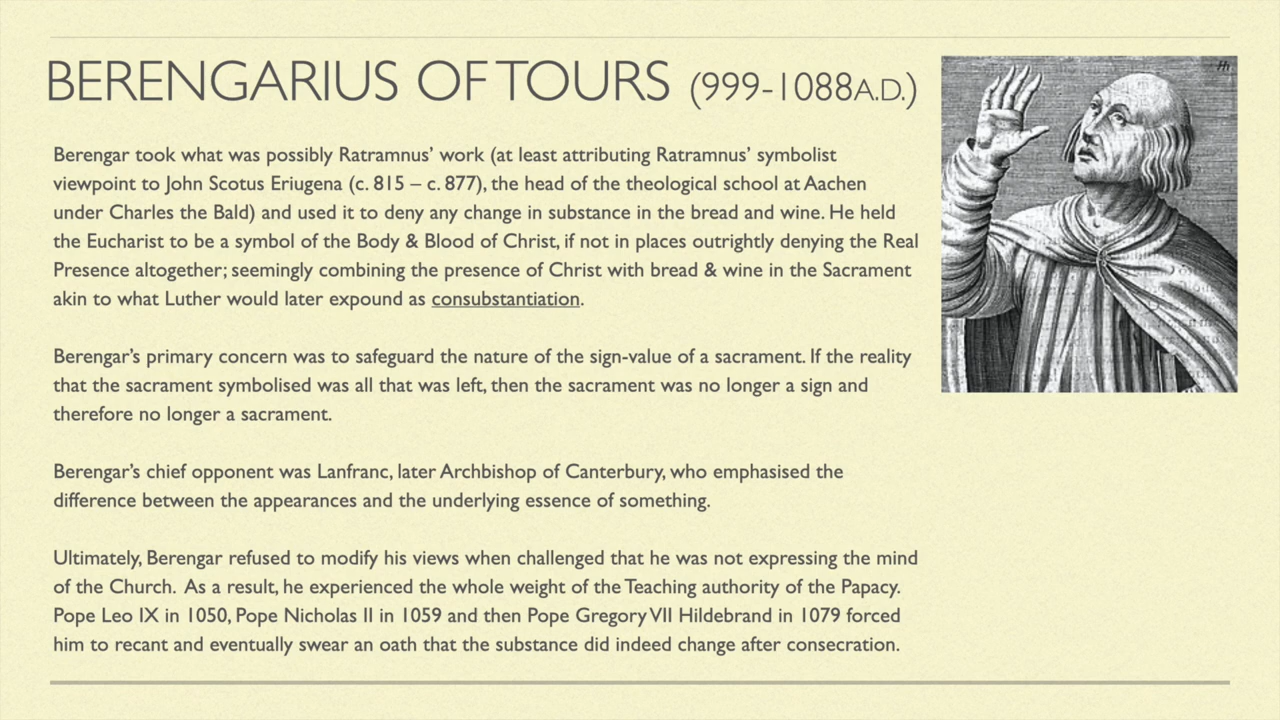 BERENGARIUS OF TOURS (999-1088A.D.)
Berengar took what was possibly Ratramnus’ work (at least attributing Ratramnus’ symbolist
viewpoint to John Scotus Eriugena (c. 815 – c. 877), the head of the theological school at Aachen
under Charles the Bald) and used it to deny any change in substance in the bread and wine. He held
the Eucharist to be a symbol of the Body & Blood of Christ, if not in places outrightly denying the Real
Presence altogether; seemingly combining the presence of Christ with bread & wine in the Sacrament
akin to what Luther would later expound as consubstantiation.
Berengar’s primary concern was to safeguard the nature of the sign-value of a sacrament. If the reality
that the sacrament symbolised was all that was left, then the sacrament was no longer a sign and
therefore no longer a sacrament.
Berengar’s chief opponent was Lanfranc, later Archbishop of Canterbury, who emphasised the
difference between the appearances and the underlying essence of something.
Ultimately, Berengar refused to modify his views when challenged that he was not expressing the mind
of the Church. As a result, he experienced the whole weight of the Teaching authority of the Papacy.
Pope Leo IX in 1050, Pope Nicholas II in 1059 and then Pope Gregory VII Hildebrand in 1079 forced
him to recant and eventually swear an oath that the substance did indeed change after consecration.